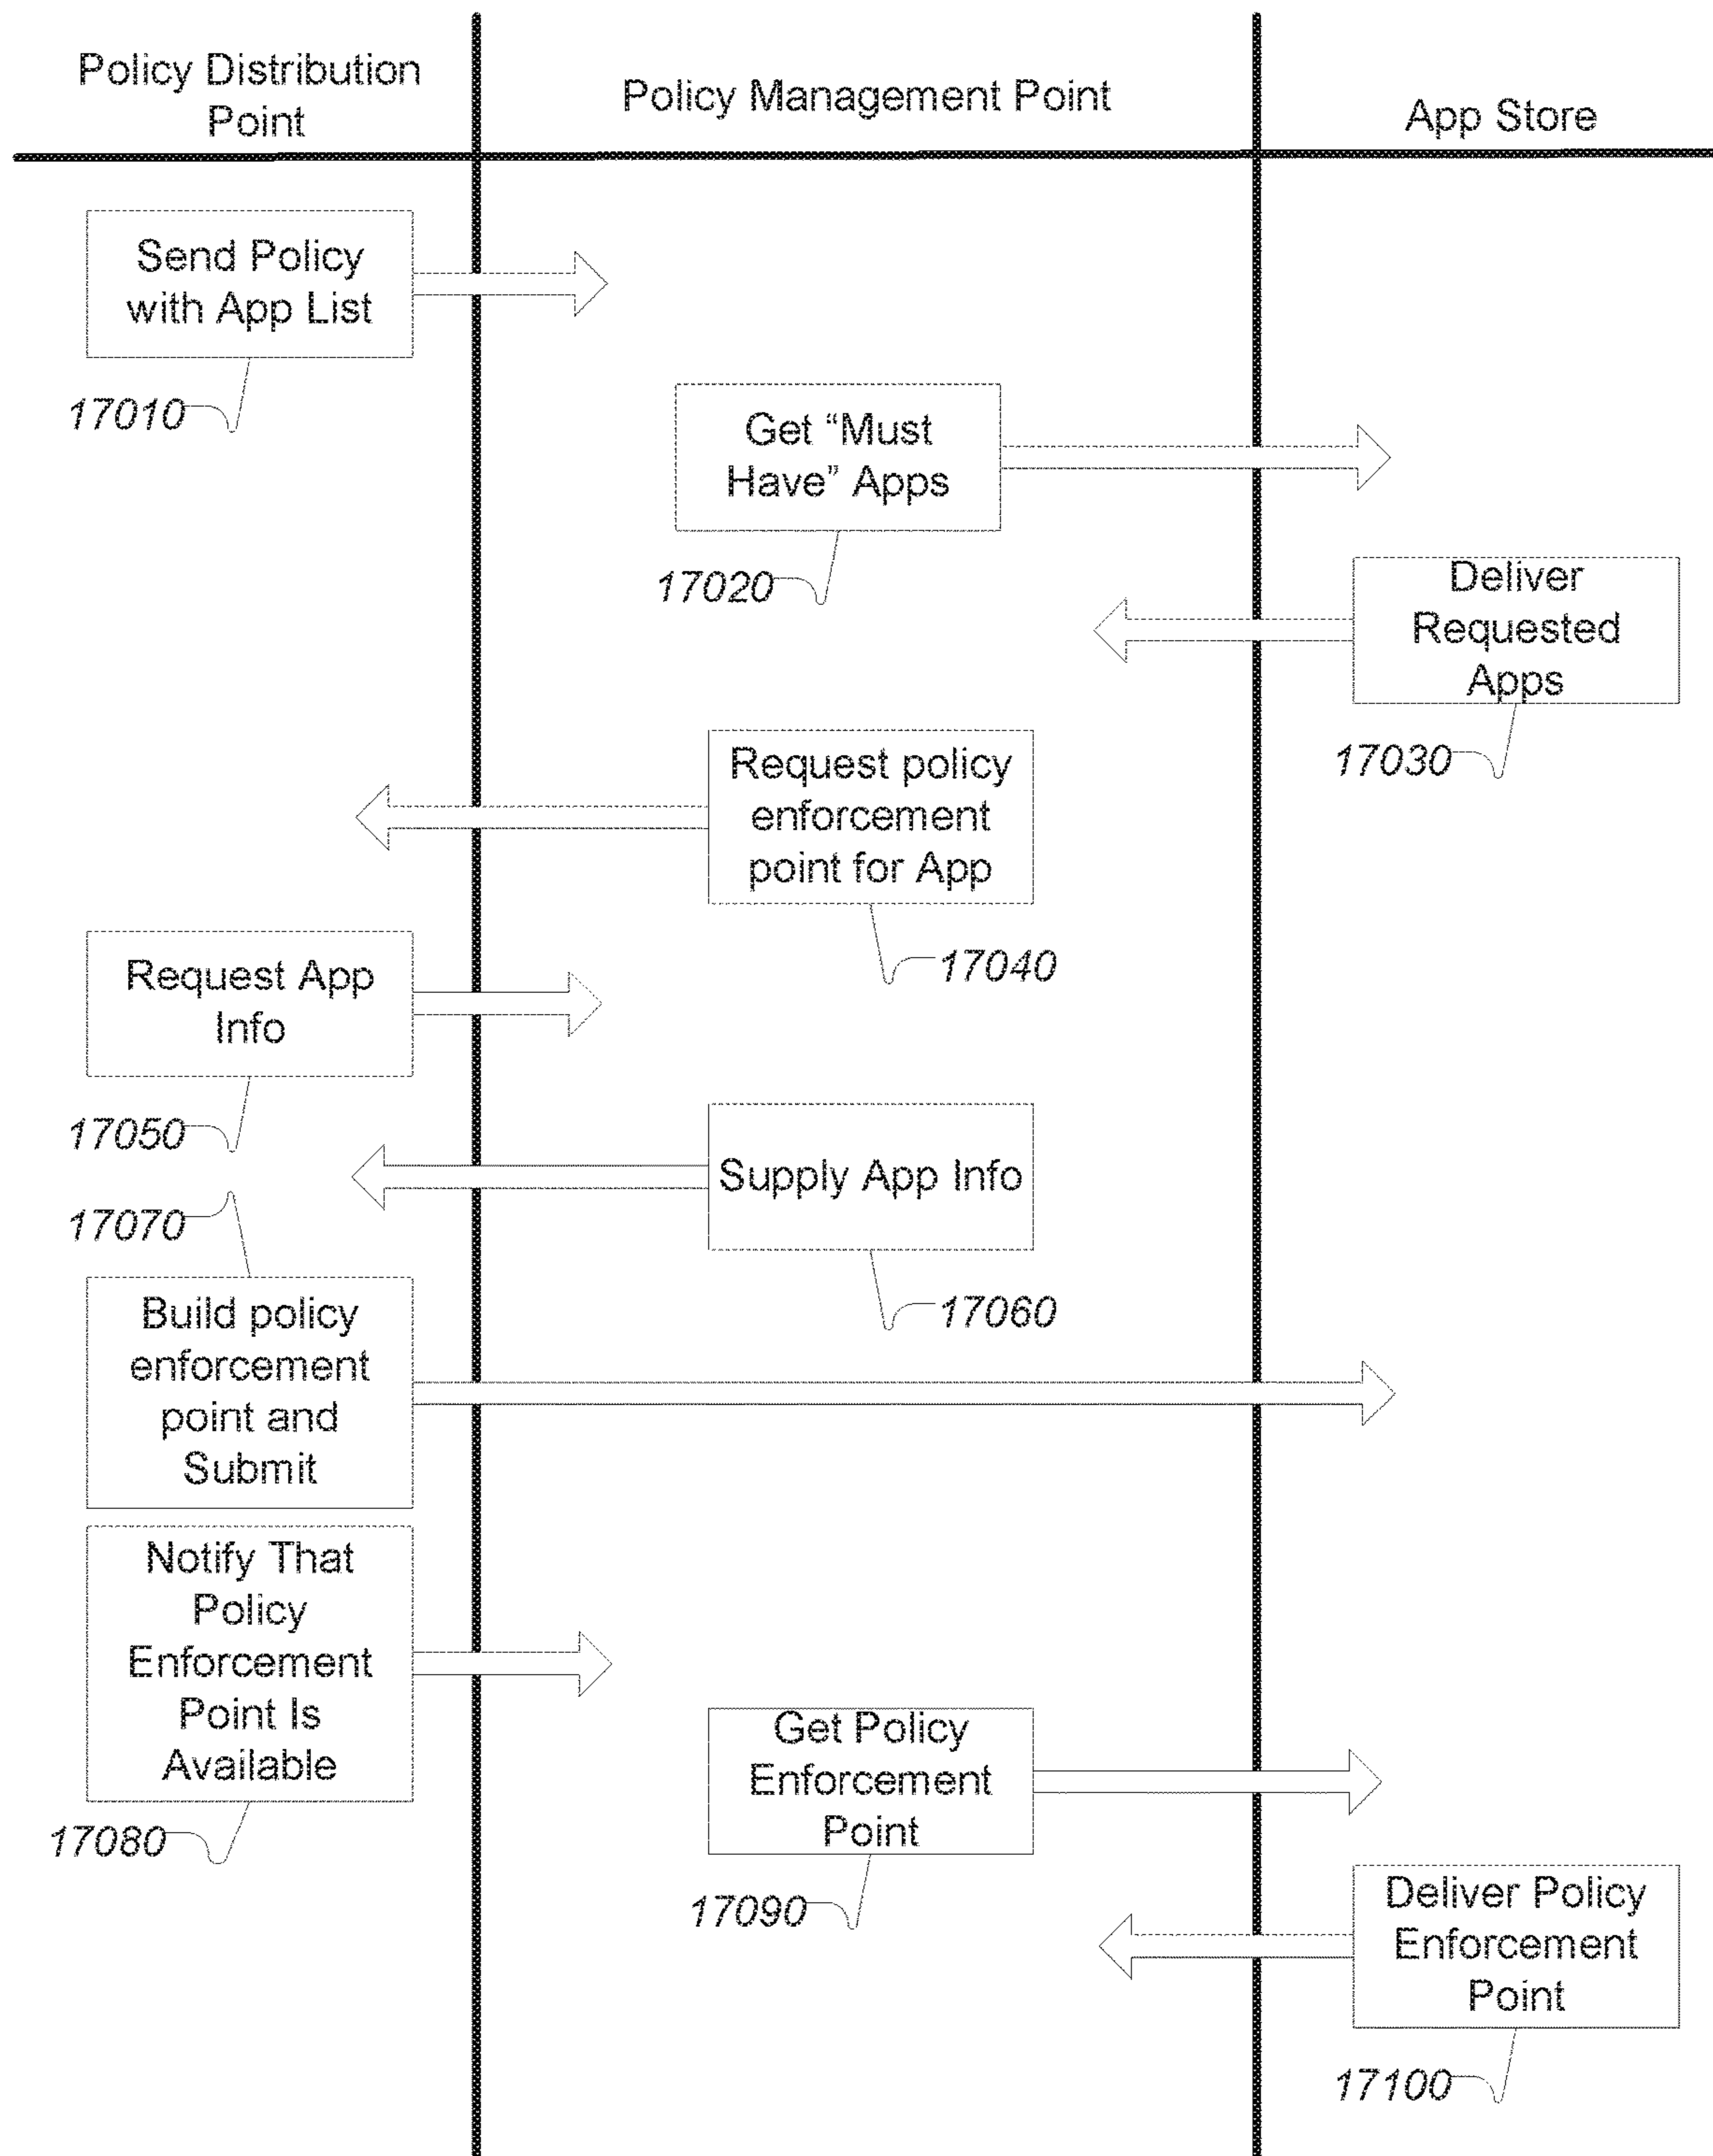 Policy Distribution
Point
Policy Management Point
App Store
Send Policy
with App List
17010
Get “Must
Have” Apps
17020
Deliver
Requested
Apps
17030
Request policy
enforcement
point for App
17040
Request App
Info
17050
Supply App Info
17060
17070
Build policy
enforcement
point and
Submit
Notify That
Policy
Enforcement
Point Is
Available
17080
Get Policy
Enforcement
Point
17090
Deliver Policy
Enforcement
Point
17100